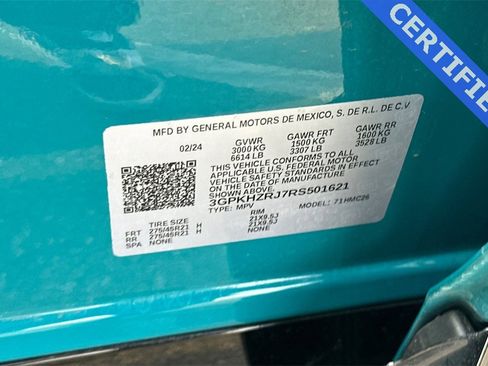 CERTIFIE
MFD BY GENERAL MOTORS DE MEXICO, S. DE R.L. DE C.V
02/24 GVWR GAWR FRT GAWR RR
3000 KG 1500 KG 1600 KG
6614 LB 3307 LB 3528 LB
THIS VEHICLE CONFORMS TO ALL
APPLICABLE U.S. FEDERAL MOTOR
VEHICLE SAFETY STANDARDS IN EFFECT
ON THE DATE OF MANUFACTURE
SHOWN ABOVE.
3GPKHZRJ7RS501621
TYPE: MPV MODEL: 71HMC26
TIRE SIZE RIM
FRT 275/45R21 H 21X9.5J
RR 275/45R21 H 21X9.5J
SPA NONE NONE